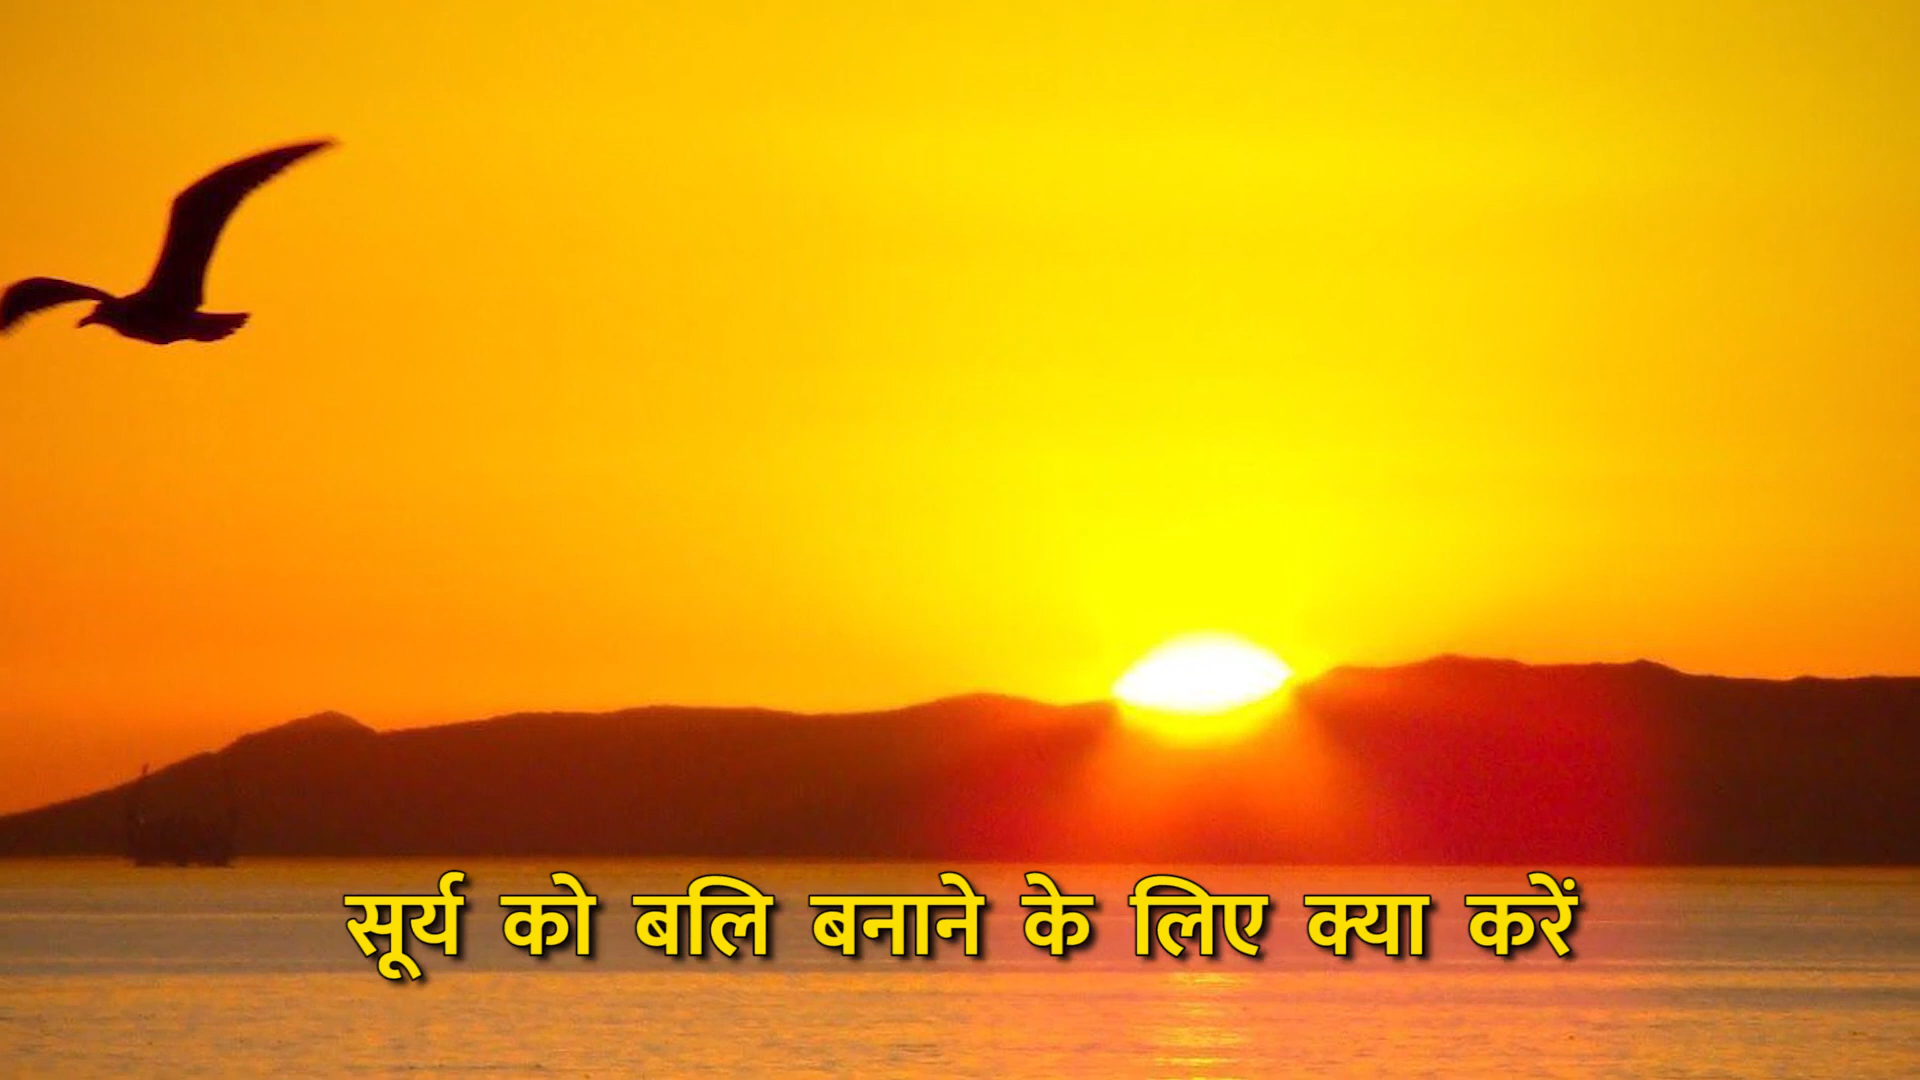 सूर्य को बलि बनाने के लिए क्या करें